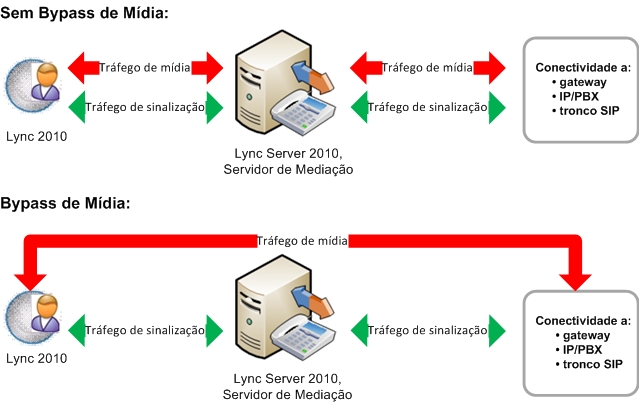 Sem Bypass de Mídia:
Tráfego de mídia
Tráfego de mídia
Tráfego de sinalização
Tráfego de sinalização
Lync 2010
Lync Server 2010,
Servidor de Mediação
Conectividade a:
• gateway
• IP/PBX
• tronco SIP
Bypass de Mídia:
Tráfego de mídia
Tráfego de sinalização
Tráfego de sinalização
Lync 2010
Lync Server 2010,
Servidor de Mediação
Conectividade a:
• gateway
• IP/PBX
• tronco SIP